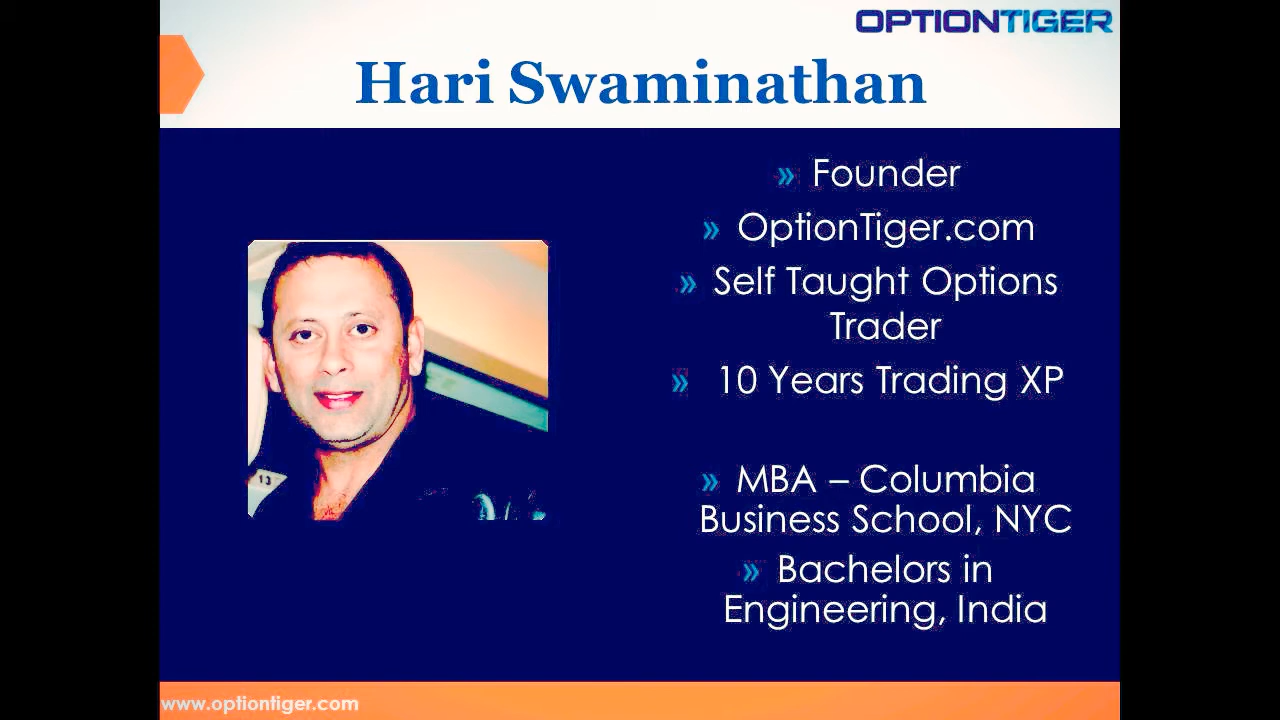 OPTIONTIGER
Hari Swaminathan
» Founder
» OptionTiger.com
» Self Taught Options
Trader
» 10 Years Trading XP
» MBA – Columbia
Business School, NYC
» Bachelors in
Engineering, India
13
www.optiontiger.com